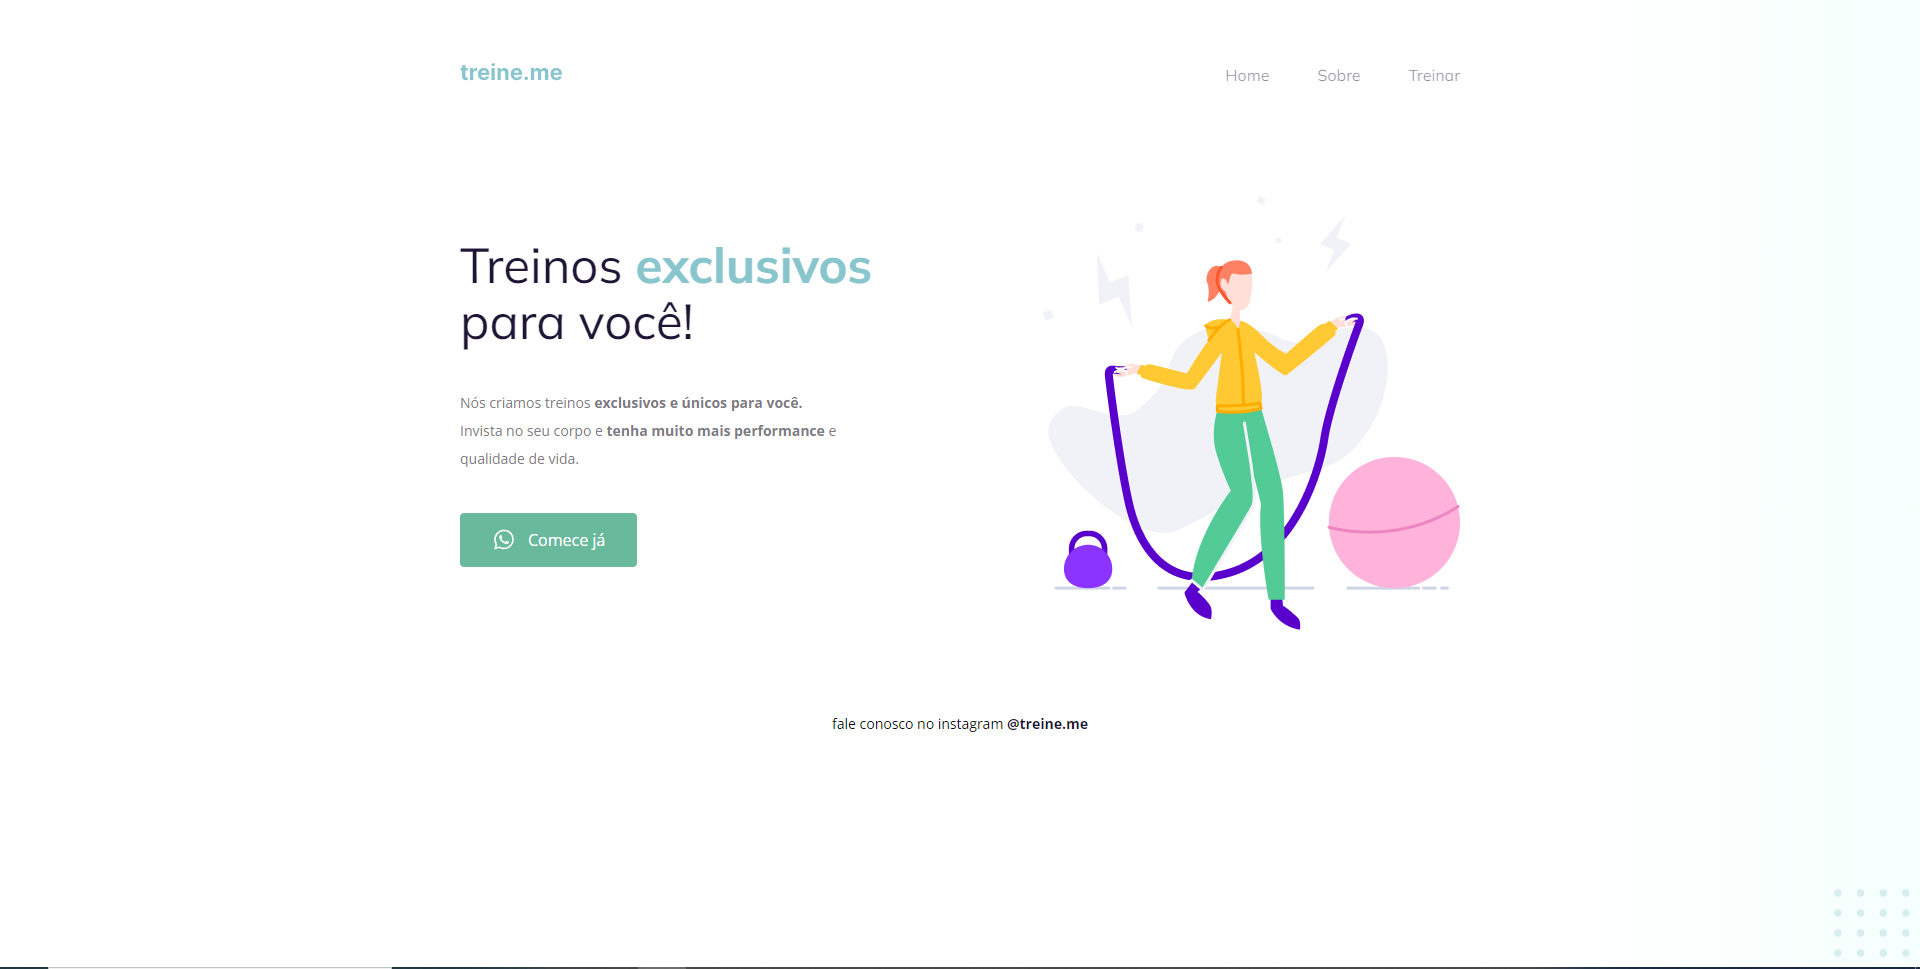 treine.me
Home Sobre Treinar
Treinos exclusivos
para você!
Nós criamos treinos exclusivos e únicos para você.
Invista no seu corpo e tenha muito mais performance e
qualidade de vida.
Comece já
fale conosco no instagram @treine.me